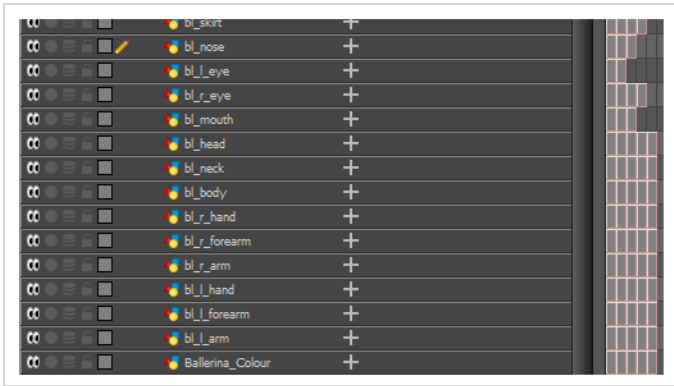 bl_skirt
bl_nose
bl_l_eye
bl_r_eye
bl_mouth
bl_head
bl_neck
bl_body
bl_r_hand
bl_r_forearm
bl_r_arm
bl_l_hand
bl_l_forearm
bl_l_arm
Ballerina_Colour